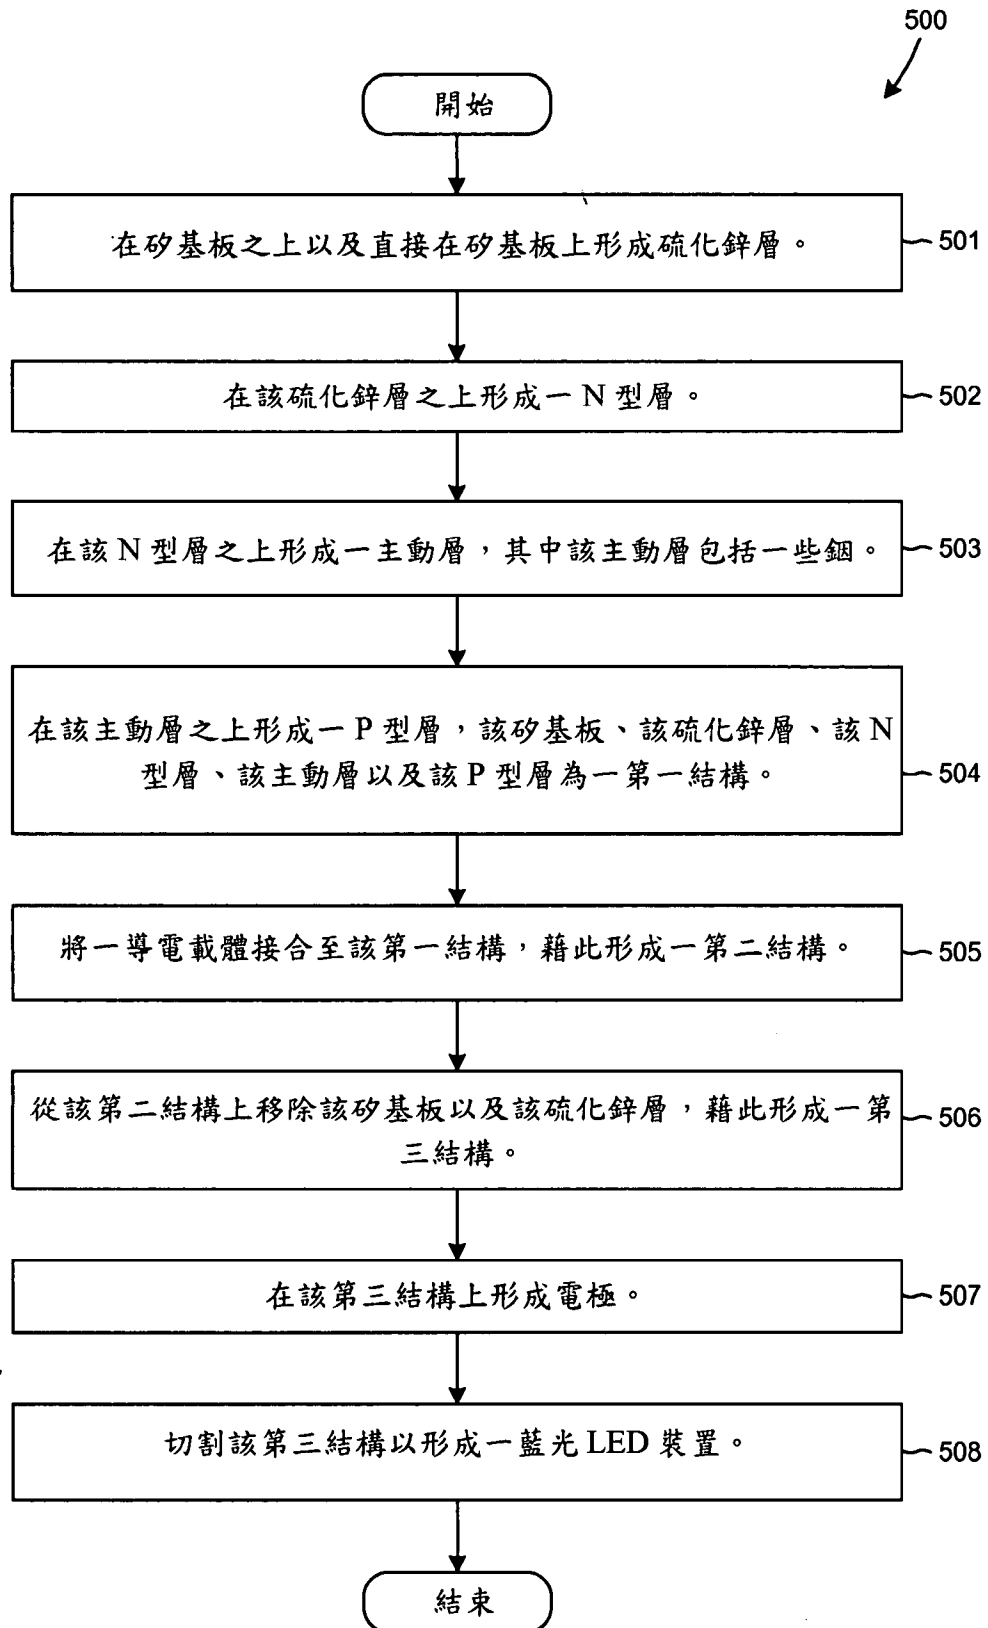 500
開始
在矽基板之上以及直接在矽基板上形成硫化鋅層。
501
在該硫化鋅層之上形成一 N 型層。
502
在該 N 型層之上形成一主動層，其中該主動層包括一些銦。
503
在該主動層之上形成一 P 型層，該矽基板、該硫化鋅層、該 N
型層、該主動層以及該 P 型層為一第一結構。
504
將一導電載體接合至該第一結構，藉此形成一第二結構。
505
從該第二結構上移除該矽基板以及該硫化鋅層，藉此形成一第
三結構。
506
在該第三結構上形成電極。
507
切割該第三結構以形成一藍光 LED 裝置。
508
結束